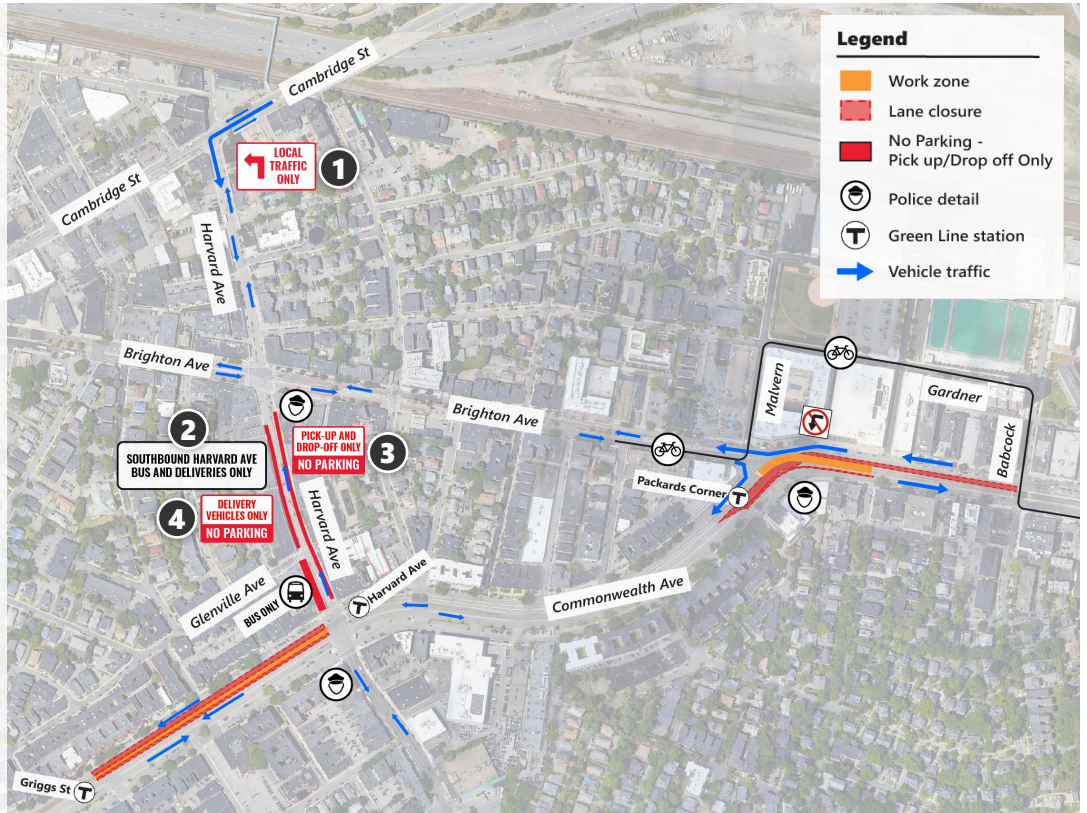 Cambridge St
Legend
Work zone
Lane closure
No Parking -
Pick up/Drop off Only
Police detail
T
Green Line station
Vehicle traffic
LOCAL
TRAFFIC
ONLY
1
Cambridge St
Harvard Ave
Brighton Ave
Brighton Ave
Malvern
Gardner
Babcock
2
SOUTHBOUND HARVARD AVE
BUS AND DELIVERIES ONLY
PICK-UP AND
DROP-OFF ONLY
NO PARKING
3
Packards Corner
T
4
DELIVERY
VEHICLES ONLY
NO PARKING
Harvard Ave
Glenville Ave
BUS ONLY
T
Harvard Ave
Commonwealth Ave
Griggs St
T